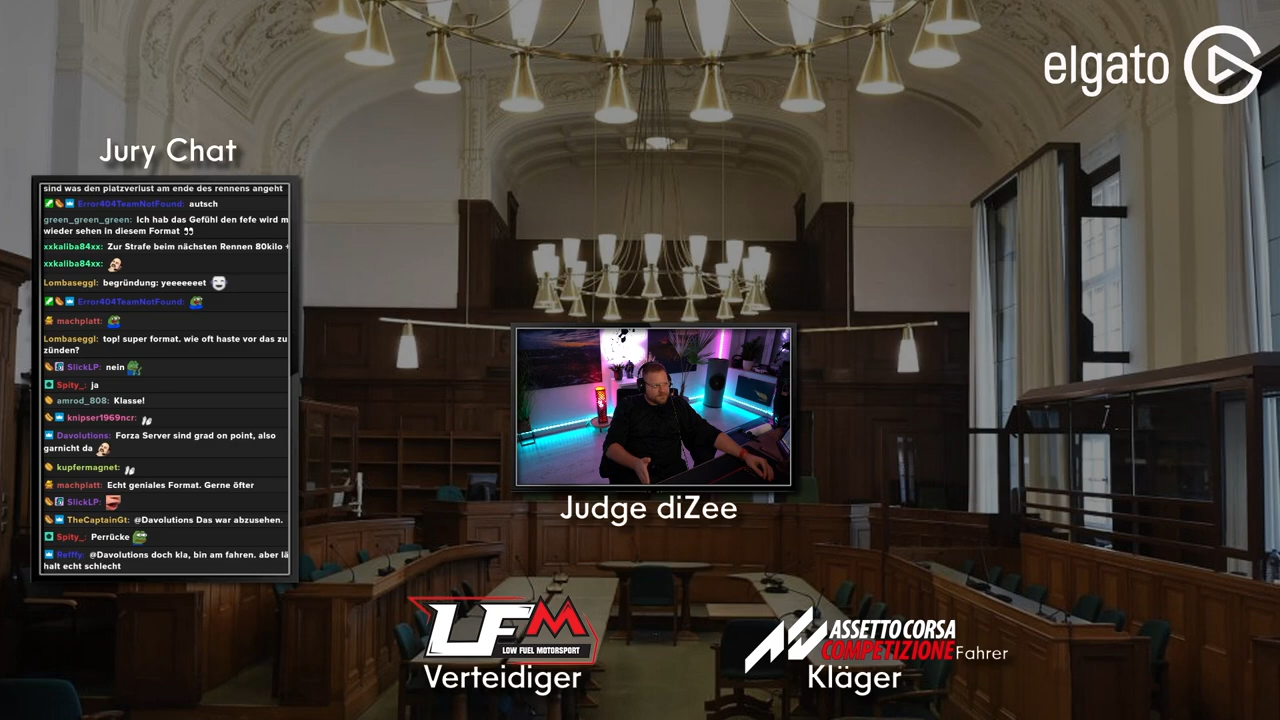 elgato
Jury Chat
sind was den platzverlust am ende des rennens angeht
Error404TeamNotFound: autsch
green_green_green: Ich hab das Gefühl den fefe wird m
wieder sehen in diesem Format
xxkaliba84xx: Zur Strafe beim nächsten Rennen 80kilo +
xxkaliba84xx:
Lombaseggl: begründung: yeeeeeeet
Error404TeamNotFound:
machplatt:
Lombaseggl: top! super format. wie oft haste vor das zu
zünden?
SlickLP: nein
Spity_: ja
amrod_808: Klasse!
knipser1969ncr:
Davolutions: Forza Server sind grad on point, also
garnicht da
kupfermagnet:
machplatt: Echt geniales Format. Gerne öfter
SlickLP:
TheCaptainGt: @Davolutions Das war abzusehen.
Spity_: Perrücke
Refffy: @Davolutions doch kla, bin am fahren. aber lä
halt echt schlecht
Judge diZee
LFM
LOW FUEL MOTORSPORT
Verteidiger
ASSETTO CORSA
COMPETIZIONE Fahrer
Kläger